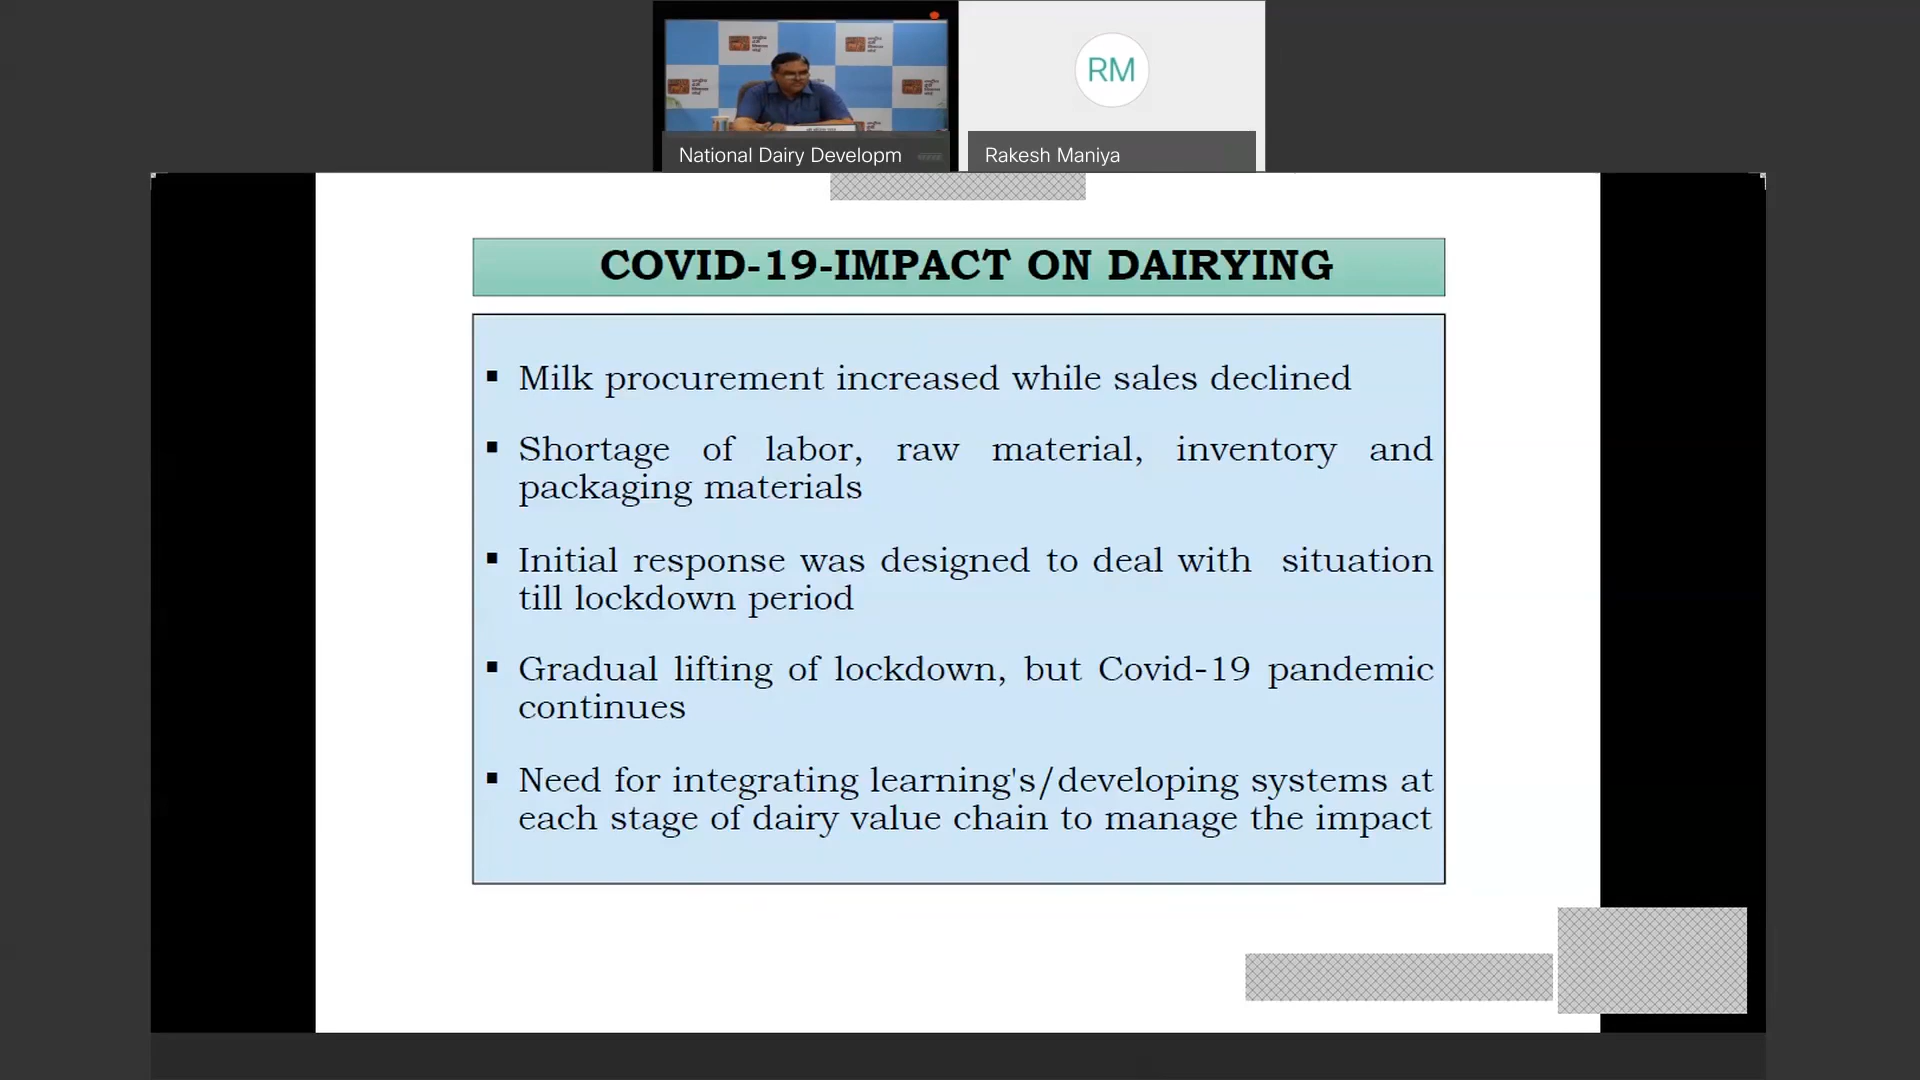 RM
National Dairy Developm
Rakesh Maniya
COVID-19-IMPACT ON DAIRYING
▪ Milk procurement increased while sales declined
▪ Shortage of labor, raw material, inventory and
packaging materials
▪ Initial response was designed to deal with situation
till lockdown period
▪ Gradual lifting of lockdown, but Covid-19 pandemic
continues
▪ Need for integrating learning's/developing systems at
each stage of dairy value chain to manage the impact